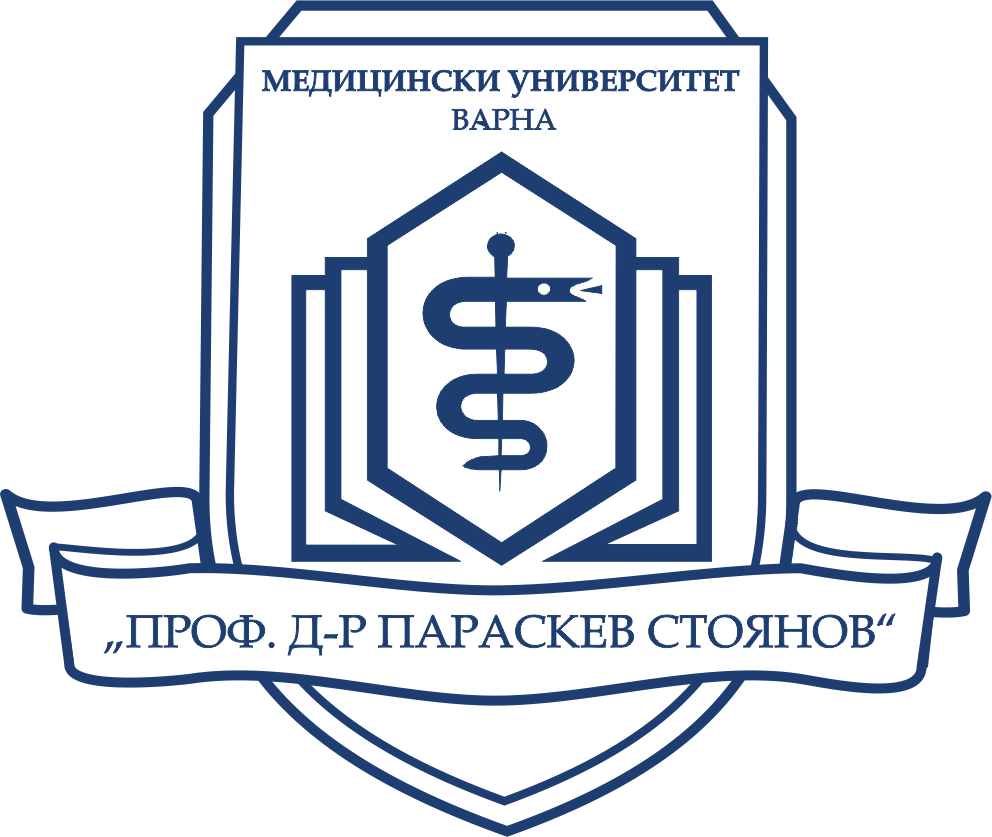 МЕДИЦИНСКИ УНИВЕРСИТЕТ
ВАРНА
„ПРОФ. Д-Р ПАРАСКЕВ СТОЯНОВ“